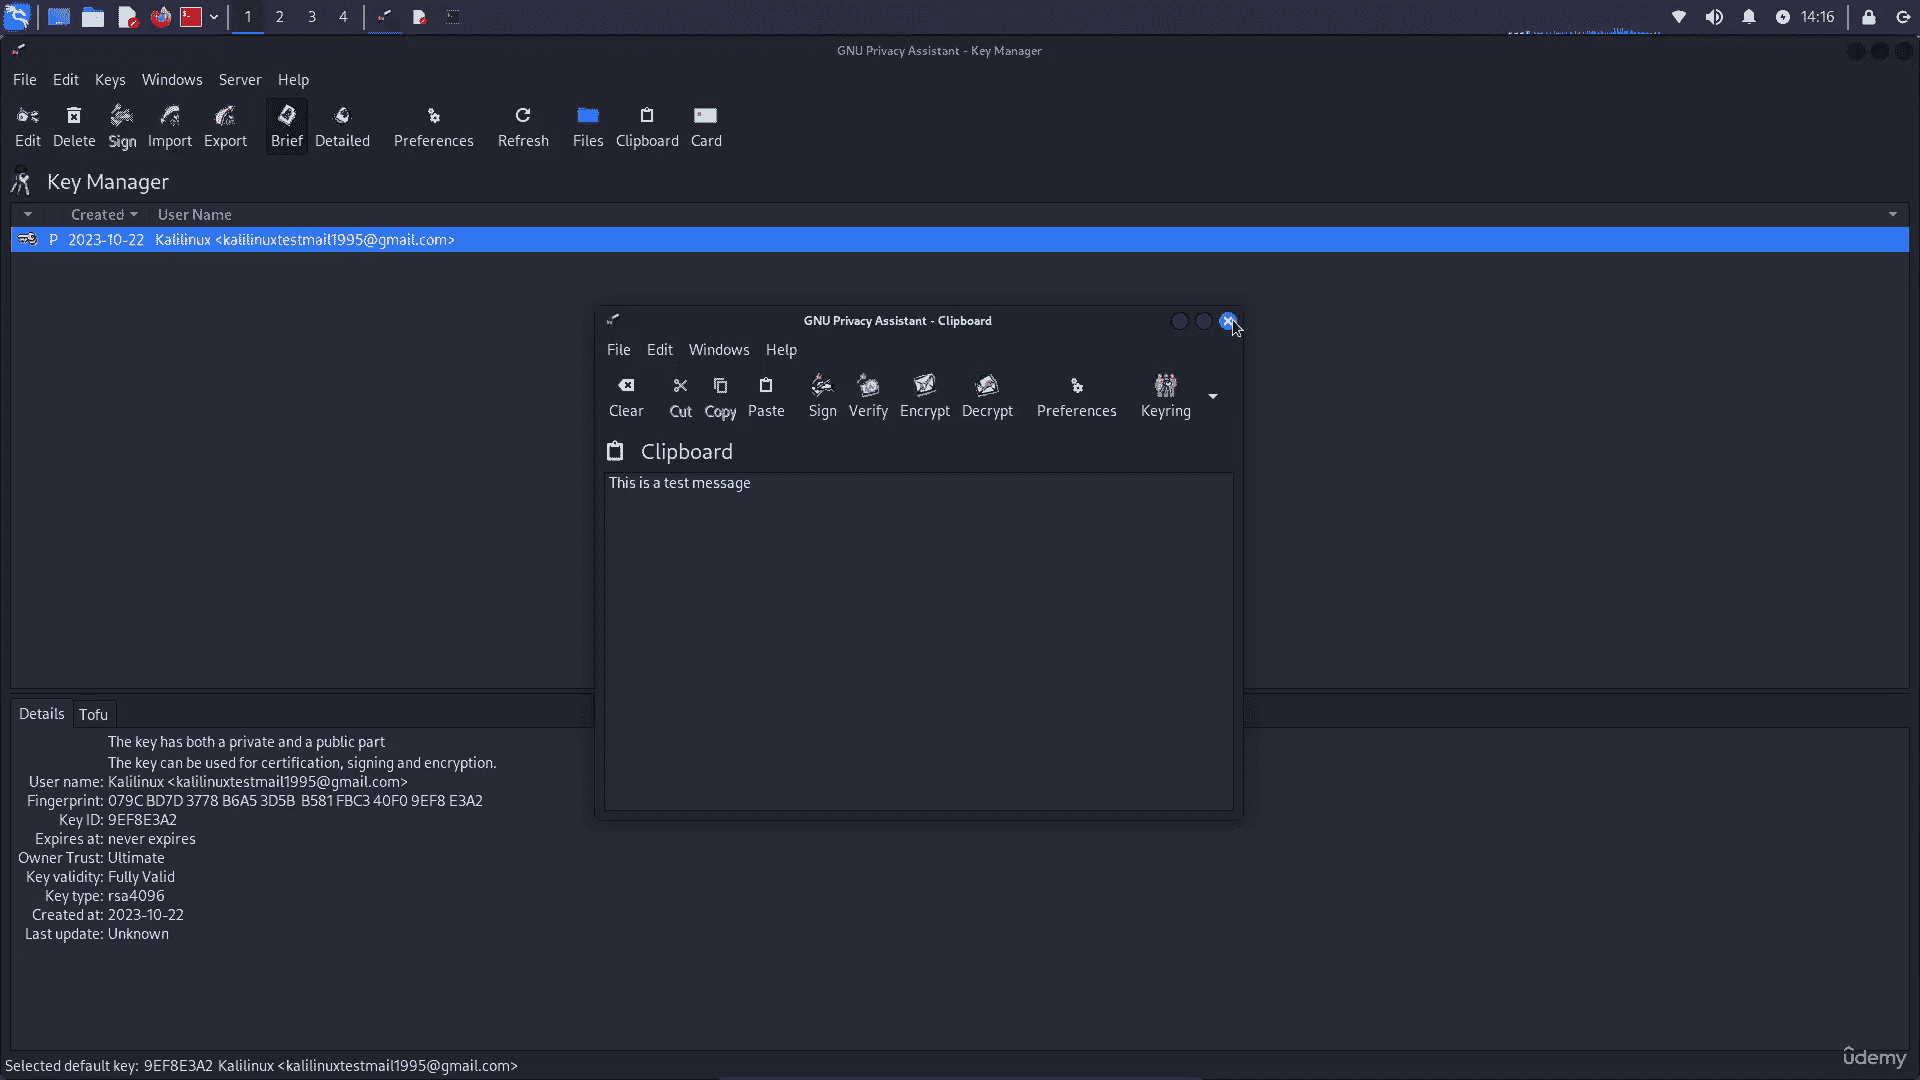 1 2 3 4 14:16
GNU Privacy Assistant - Key Manager
File Edit Keys Windows Server Help
Edit Delete Sign Import Export Brief Detailed Preferences Refresh Files Clipboard Card
Key Manager
Created User Name
P 2023-10-22 Kalilinux <kalilinuxtestmail1995@gmail.com>
GNU Privacy Assistant - Clipboard
File Edit Windows Help
Clear Cut Copy Paste Sign Verify Encrypt Decrypt Preferences Keyring
Clipboard
This is a test message
Details Tofu
The key has both a private and a public part
The key can be used for certification, signing and encryption.
User name: Kalilinux <kalilinuxtestmail1995@gmail.com>
Fingerprint: 079C BD7D 3778 B6A5 3D5B B581 FBC3 40F0 9EF8 E3A2
Key ID: 9EF8E3A2
Expires at: never expires
Owner Trust: Ultimate
Key validity: Fully Valid
Key type: rsa4096
Created at: 2023-10-22
Last update: Unknown
Selected default key: 9EF8E3A2 Kalilinux <kalilinuxtestmail1995@gmail.com>
ûdemy